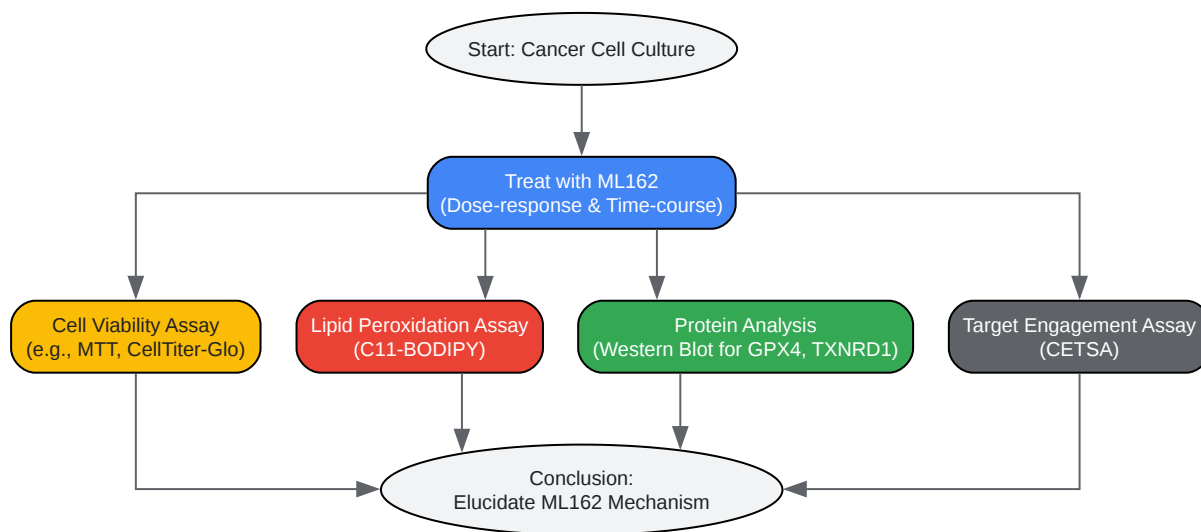 Start: Cancer Cell Culture
Treat with ML162
(Dose-response & Time-course)
Cell Viability Assay
(e.g., MTT, CellTiter-Glo)
Lipid Peroxidation Assay
(C11-BODIPY)
Protein Analysis
(Western Blot for GPX4, TXNRD1)
Target Engagement Assay
(CETSA)
Conclusion:
Elucidate ML162 Mechanism